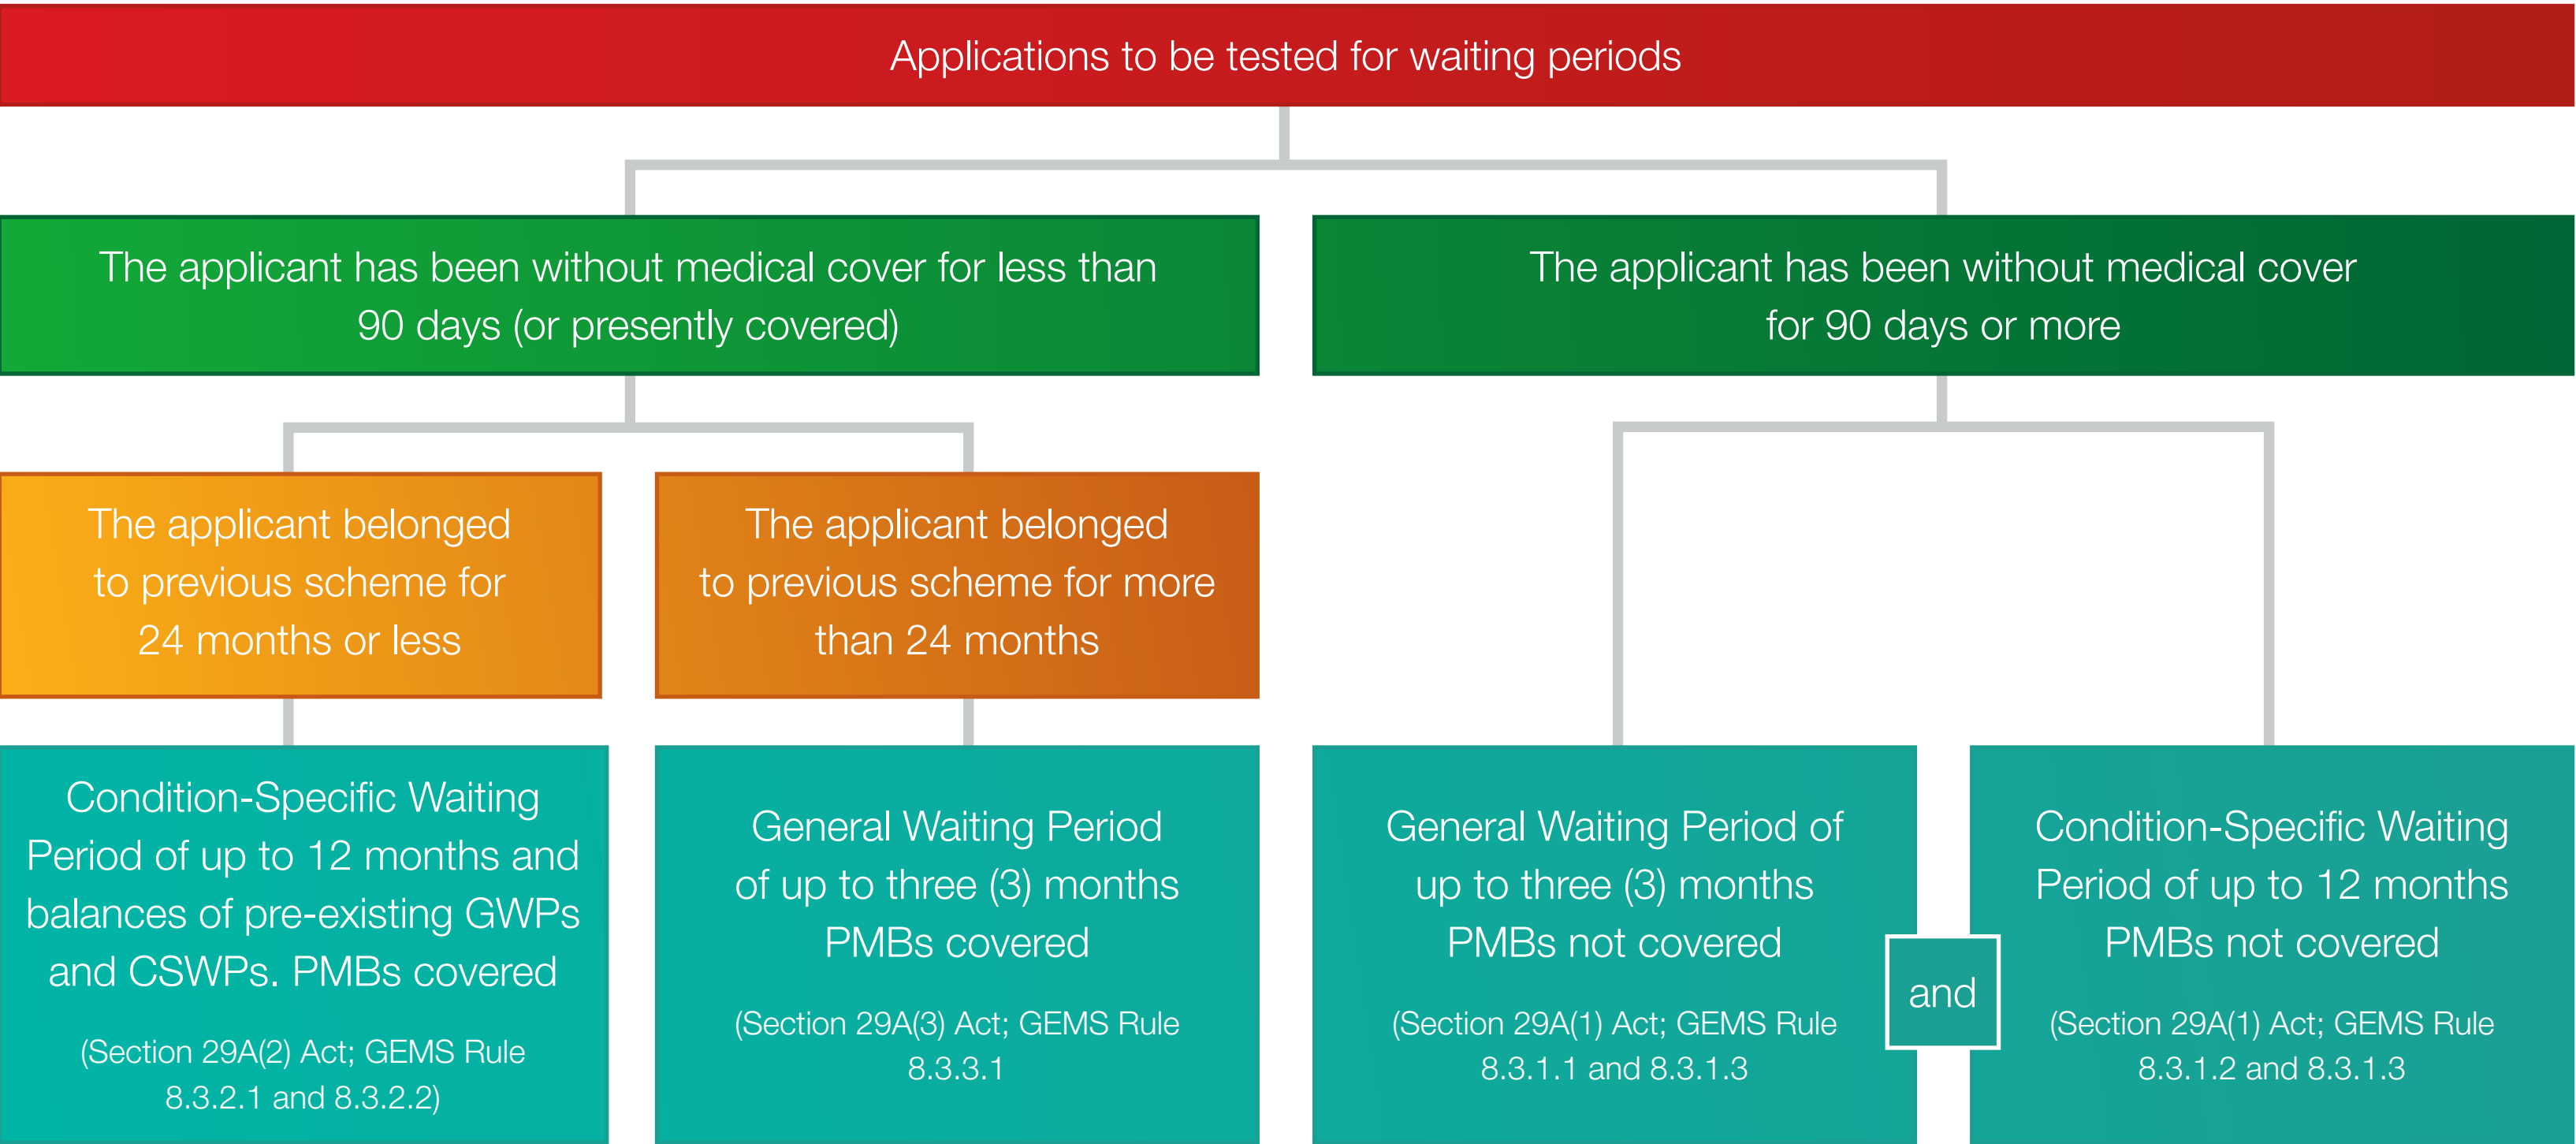 Applications to be tested for waiting periods
The applicant has been without medical cover for less than
90 days (or presently covered)
The applicant has been without medical cover
for 90 days or more
The applicant belonged
to previous scheme for
24 months or less
The applicant belonged
to previous scheme for more
than 24 months
Condition-Specific Waiting
Period of up to 12 months and
balances of pre-existing GWPs
and CSWPs. PMBs covered
(Section 29A(2) Act; GEMS Rule
8.3.2.1 and 8.3.2.2)
General Waiting Period
of up to three (3) months
PMBs covered
(Section 29A(3) Act; GEMS Rule
8.3.3.1
General Waiting Period of
up to three (3) months
PMBs not covered
(Section 29A(1) Act; GEMS Rule
8.3.1.1 and 8.3.1.3
and
Condition-Specific Waiting
Period of up to 12 months
PMBs not covered
(Section 29A(1) Act; GEMS Rule
8.3.1.2 and 8.3.1.3